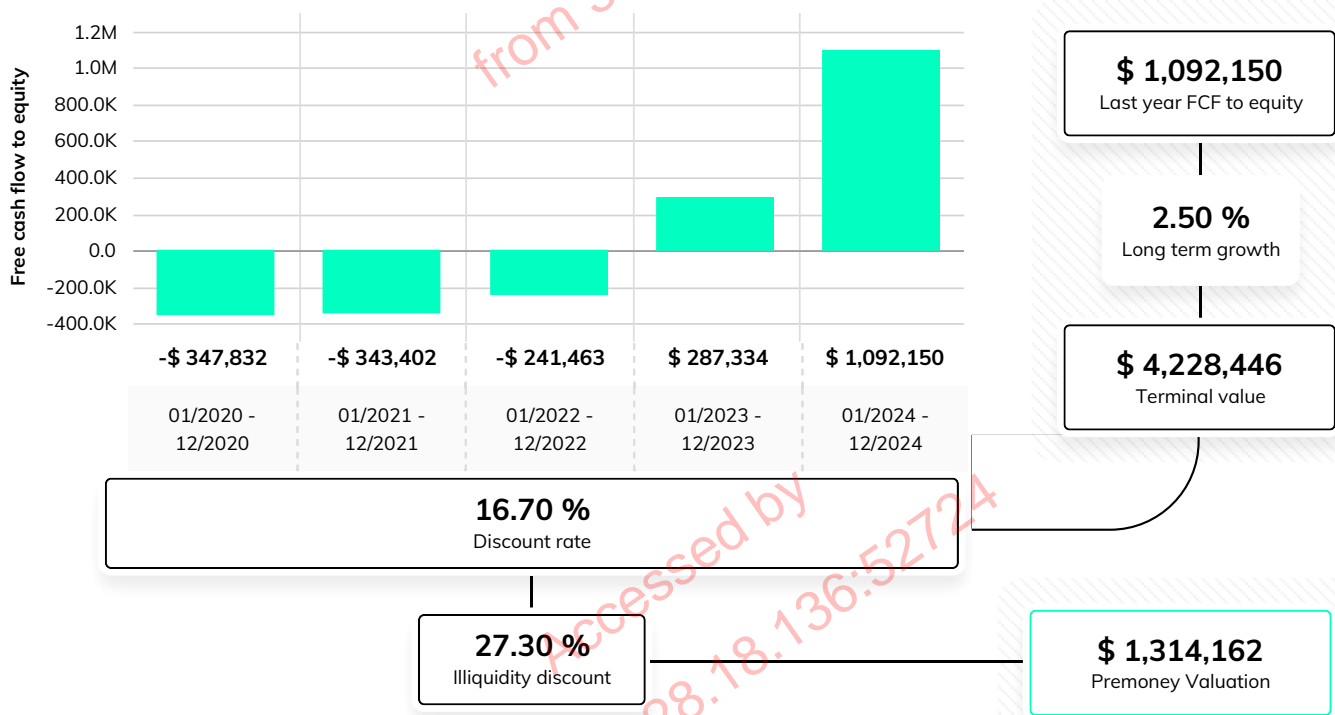 Free cash flow to equity
1.2M
1.0M
800.0K
600.0K
400.0K
200.0K
0.0
-200.0K
-400.0K
-$ 347,832
-$ 343,402
-$ 241,463
$ 287,334
$ 1,092,150
01/2020 -
12/2020
01/2021 -
12/2021
01/2022 -
12/2022
01/2023 -
12/2023
01/2024 -
12/2024
16.70 %
Discount rate
27.30 %
Illiquidity discount
$ 1,092,150
Last year FCF to equity
2.50 %
Long term growth
$ 4,228,446
Terminal value
$ 1,314,162
Premoney Valuation
from
Accessed by
28.18.136:52724